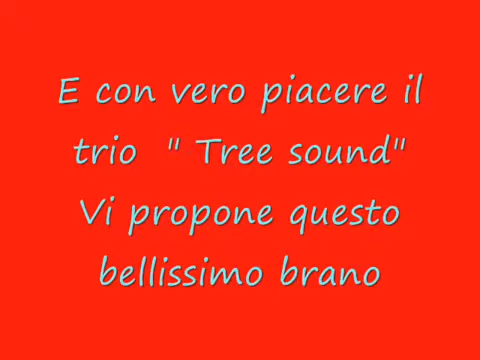 E con vero piacere il
trio " Tree sound"
Vi propone questo
bellissimo brano